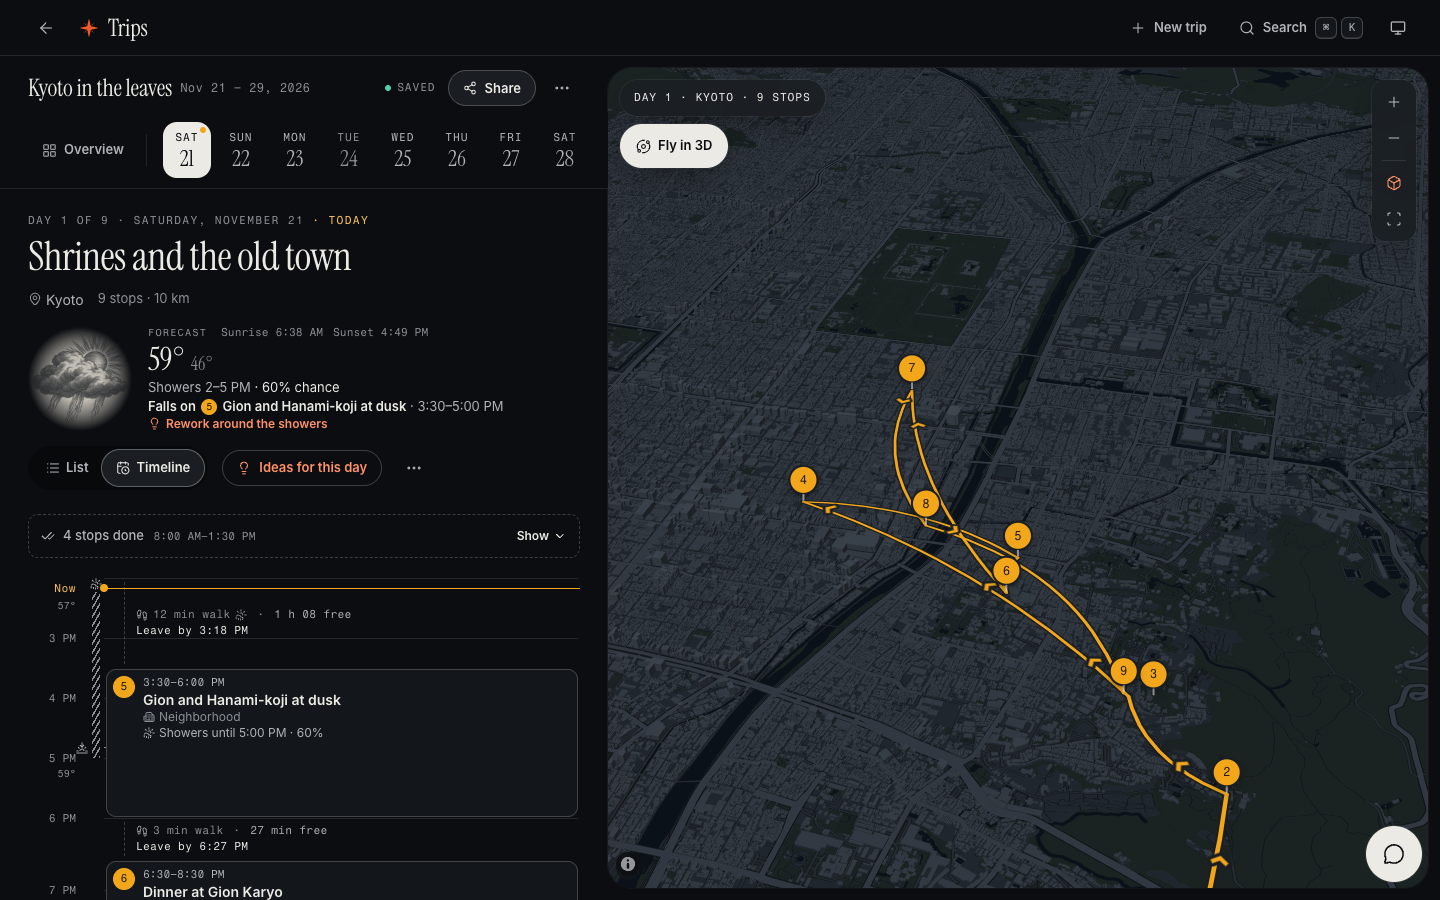 Trips
New trip
Search ⌘ K
Kyoto in the leaves Nov 21 – 29, 2026
SAVED
Share
Overview
SAT 21
SUN 22
MON 23
TUE 24
WED 25
THU 26
FRI 27
SAT 28
DAY 1 OF 9 · SATURDAY, NOVEMBER 21 · TODAY
Shrines and the old town
Kyoto 9 stops · 10 km
FORECAST Sunrise 6:38 AM Sunset 4:49 PM
59° 46°
Showers 2–5 PM · 60% chance
Falls on 5 Gion and Hanami-koji at dusk · 3:30–5:00 PM
Rework around the showers
List
Timeline
Ideas for this day
4 stops done 8:00 AM–1:30 PM
Show
Now
57°
12 min walk · 1 h 08 free
Leave by 3:18 PM
3 PM
5
3:30–6:00 PM
Gion and Hanami-koji at dusk
Neighborhood
Showers until 5:00 PM · 60%
4 PM
5 PM
59°
6 PM
3 min walk · 27 min free
Leave by 6:27 PM
6
6:30–8:30 PM
Dinner at Gion Karyo
7 PM
DAY 1 · KYOTO · 9 STOPS
Fly in 3D
7
4
8
5
6
9
3
2